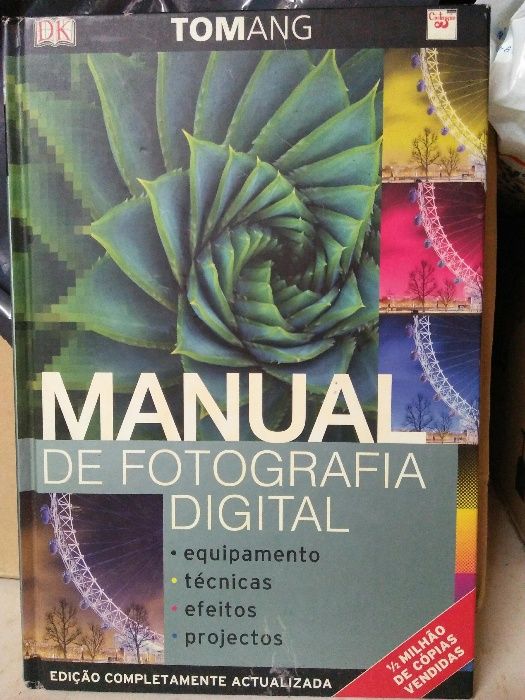 DK
TOMANG
MANUAL
DE FOTOGRAFIA
DIGITAL
• equipamento
• técnicas
• efeitos
• projectos
½ MILHÃO
DE CÓPIAS
VENDIDAS
EDIÇÃO COMPLETAMENTE ACTUALIZADA